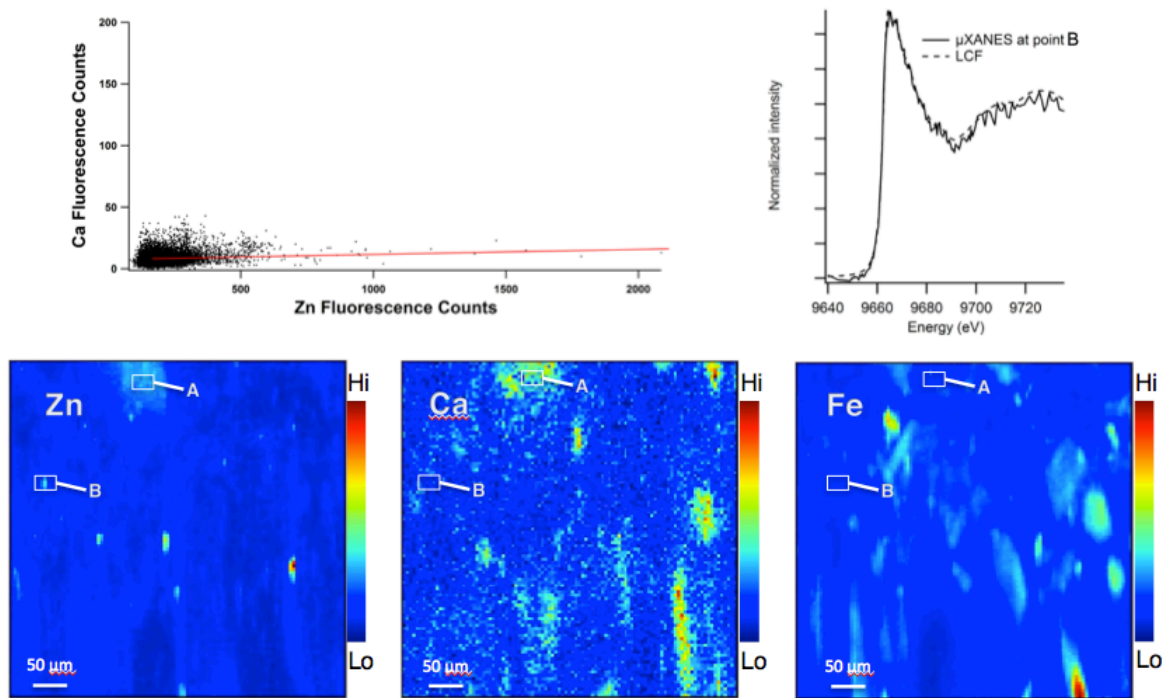 200
150
100
50
0
Ca Fluorescence Counts
500
1000
1500
2000
Zn Fluorescence Counts
µXANES at point B
LCF
Normalized intensity
9640
9660
9680
9700
9720
Energy (eV)
Zn
A
B
50 µm
Hi
Lo
Ca
A
B
50 µm
Hi
Lo
Fe
A
B
50 µm
Hi
Lo